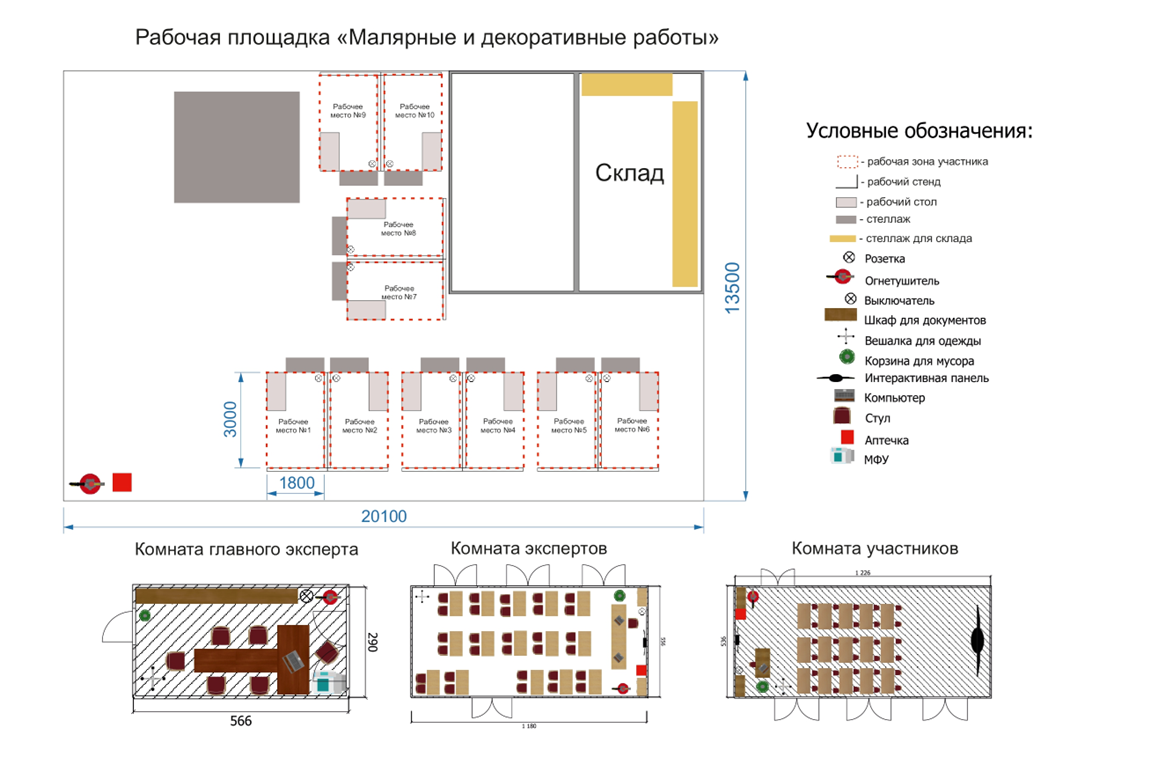 Рабочая площадка «Малярные и декоративные работы»
Рабочее
место №9
Рабочее
место №10
Склад
Рабочее
место №8
Рабочее
место №7
13500
3000
Рабочее
место №1
Рабочее
место №2
Рабочее
место №3
Рабочее
место №4
Рабочее
место №5
Рабочее
место №6
1800
20100
Условные обозначения:
- рабочая зона участника
- рабочий стенд
- рабочий стол
- стеллаж
- стеллаж для склада
Розетка
Огнетушитель
Выключатель
Шкаф для документов
Вешалка для одежды
Корзина для мусора
Интерактивная панель
Компьютер
Стул
Аптечка
МФУ
Комната главного эксперта
290
566
Комната экспертов
1 180
Комната участников
1 226
536